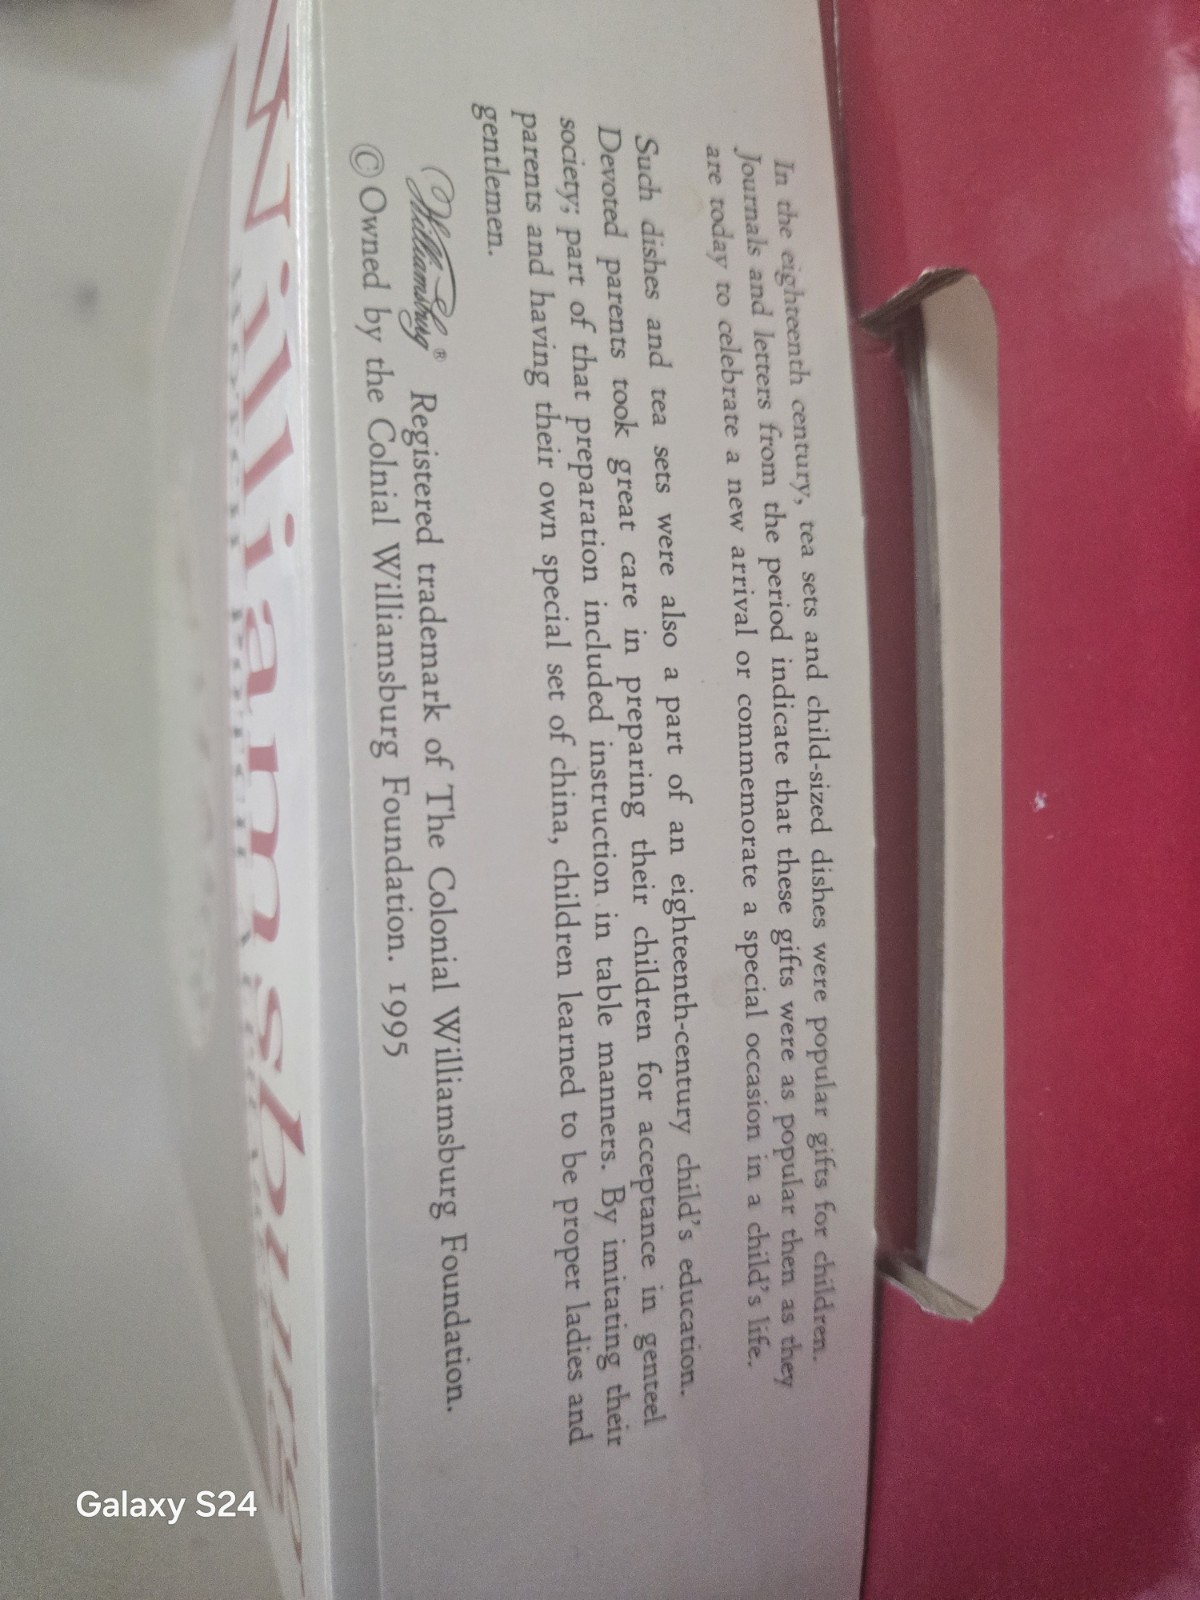 In the eighteenth century, tea sets and child-sized dishes were popular gifts for children.
Journals and letters from the period indicate that these gifts were as popular then as they
are today to celebrate a new arrival or commemorate a special occasion in a child's life.
Such dishes and tea sets were also a part of an eighteenth-century child's education.
Devoted parents took great care in preparing their children for acceptance in genteel
society; part of that preparation included instruction in table manners. By imitating their
parents and having their own special set of china, children learned to be proper ladies and
gentlemen.
Williamsburg® Registered trademark of The Colonial Williamsburg Foundation.
© Owned by the Colnial Williamsburg Foundation. 1995
Williamsburg
Galaxy S24